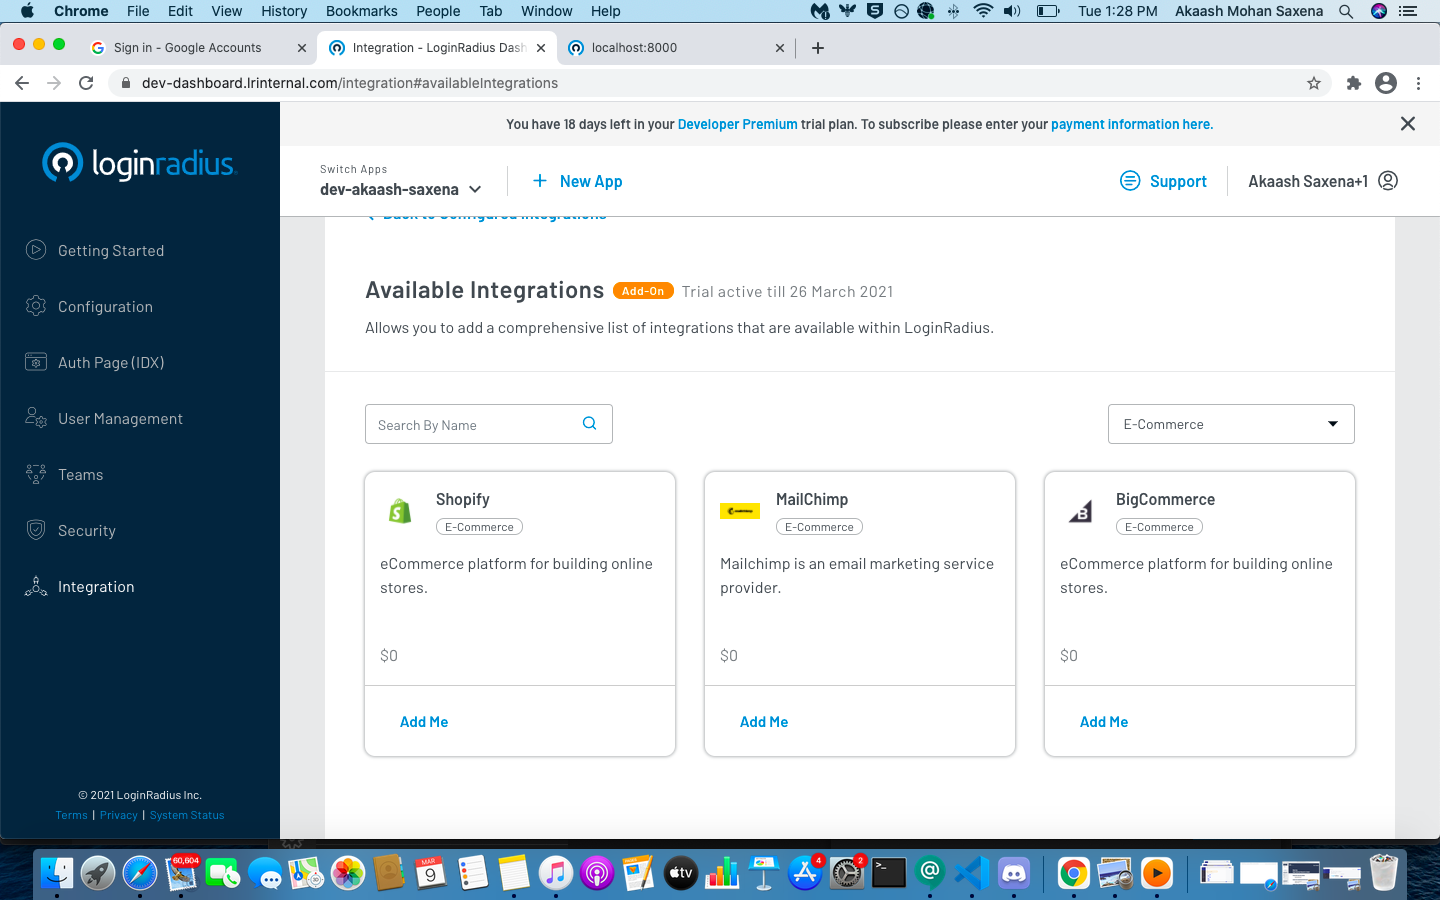 Chrome File Edit View History Bookmarks People Tab Window Help Tue 1:28 PM Akaash Mohan Saxena
Sign in - Google Accounts
Integration - LoginRadius Dash
localhost:8000
dev-dashboard.lrinternal.com/integration#availableIntegrations
You have 18 days left in your Developer Premium trial plan. To subscribe please enter your payment information here.
loginradius
Switch Apps
dev-akaash-saxena
New App
Support
Akaash Saxena+1
Back to Configured Integrations
Getting Started
Configuration
Auth Page (IDX)
User Management
Teams
Security
Integration
© 2021 LoginRadius Inc.
Terms | Privacy | System Status
Available Integrations Add-On Trial active till 26 March 2021
Allows you to add a comprehensive list of integrations that are available within LoginRadius.
Search By Name
E-Commerce
Shopify
E-Commerce
eCommerce platform for building online
stores.
$0
Add Me
MailChimp
E-Commerce
Mailchimp is an email marketing service
provider.
$0
Add Me
BigCommerce
E-Commerce
eCommerce platform for building online
stores.
$0
Add Me
60,604
MAR
9
tv
4
2